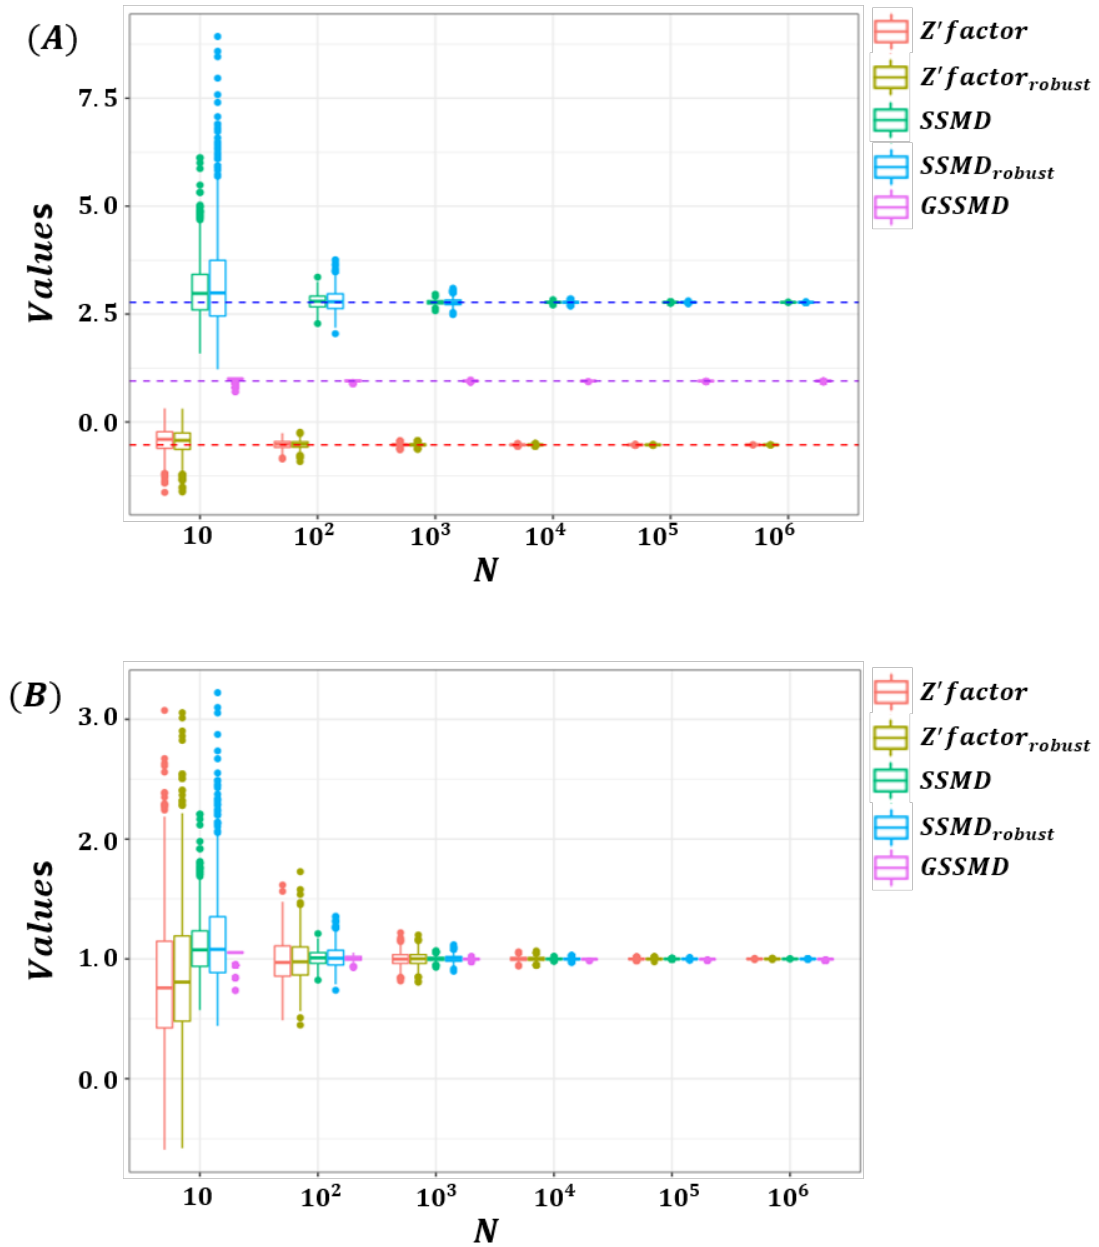 (A)
Values
7.5
5.0
2.5
0.0
10
10²
10³
10⁴
10⁵
10⁶
N
Z'factor
Z'factor_robust
SSMD
SSMD_robust
GSSMD
(B)
Values
3.0
2.0
1.0
0.0
10
10²
10³
10⁴
10⁵
10⁶
N
Z'factor
Z'factor_robust
SSMD
SSMD_robust
GSSMD